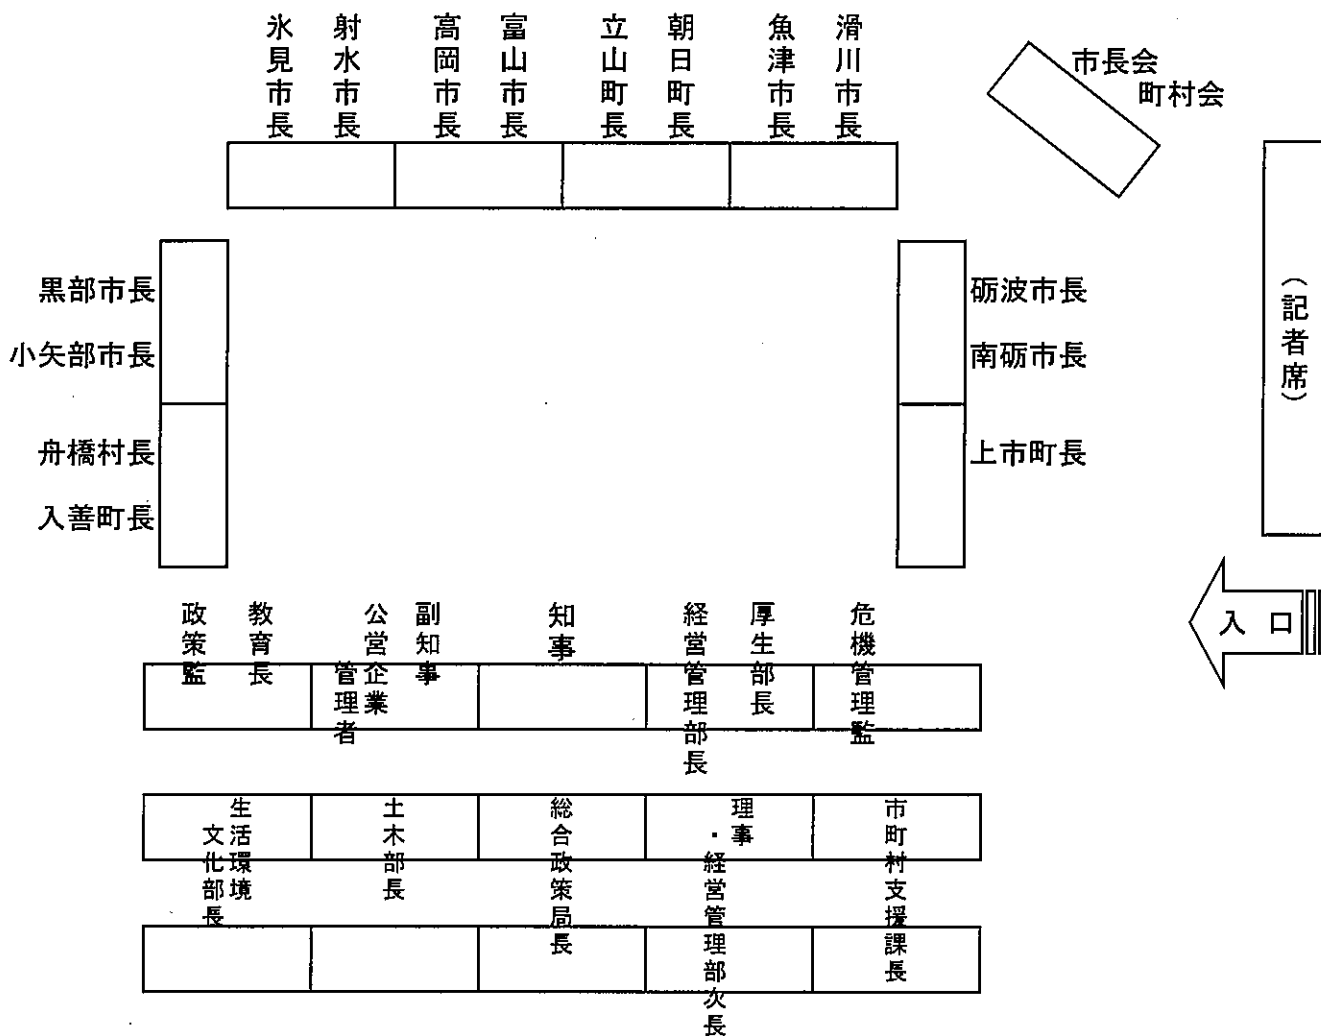 氷見市長
射水市長
高岡市長
富山市長
立山町長
朝日町長
魚津市長
滑川市長
市長会
町村会
黒部市長
小矢部市長
舟橋村長
入善町長
砺波市長
南砺市長
上市町長
（記者席）
入口
政策監
教育長
公営企業
管理者
副知事
知事
経営管理部長
厚生部長
危機管理監
生活環境
文化部長
土木部長
総合政策局長
理事
・経営管理部次長
市町村支援課長